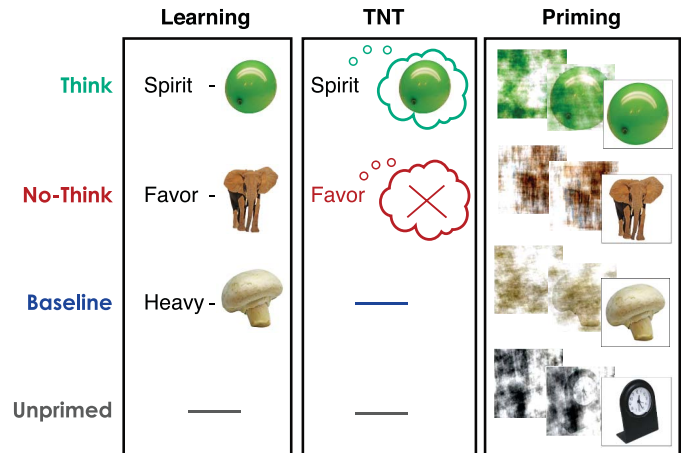 Learning TNT Priming
Think Spirit - Spirit
No-Think Favor - Favor
Baseline Heavy -
Unprimed